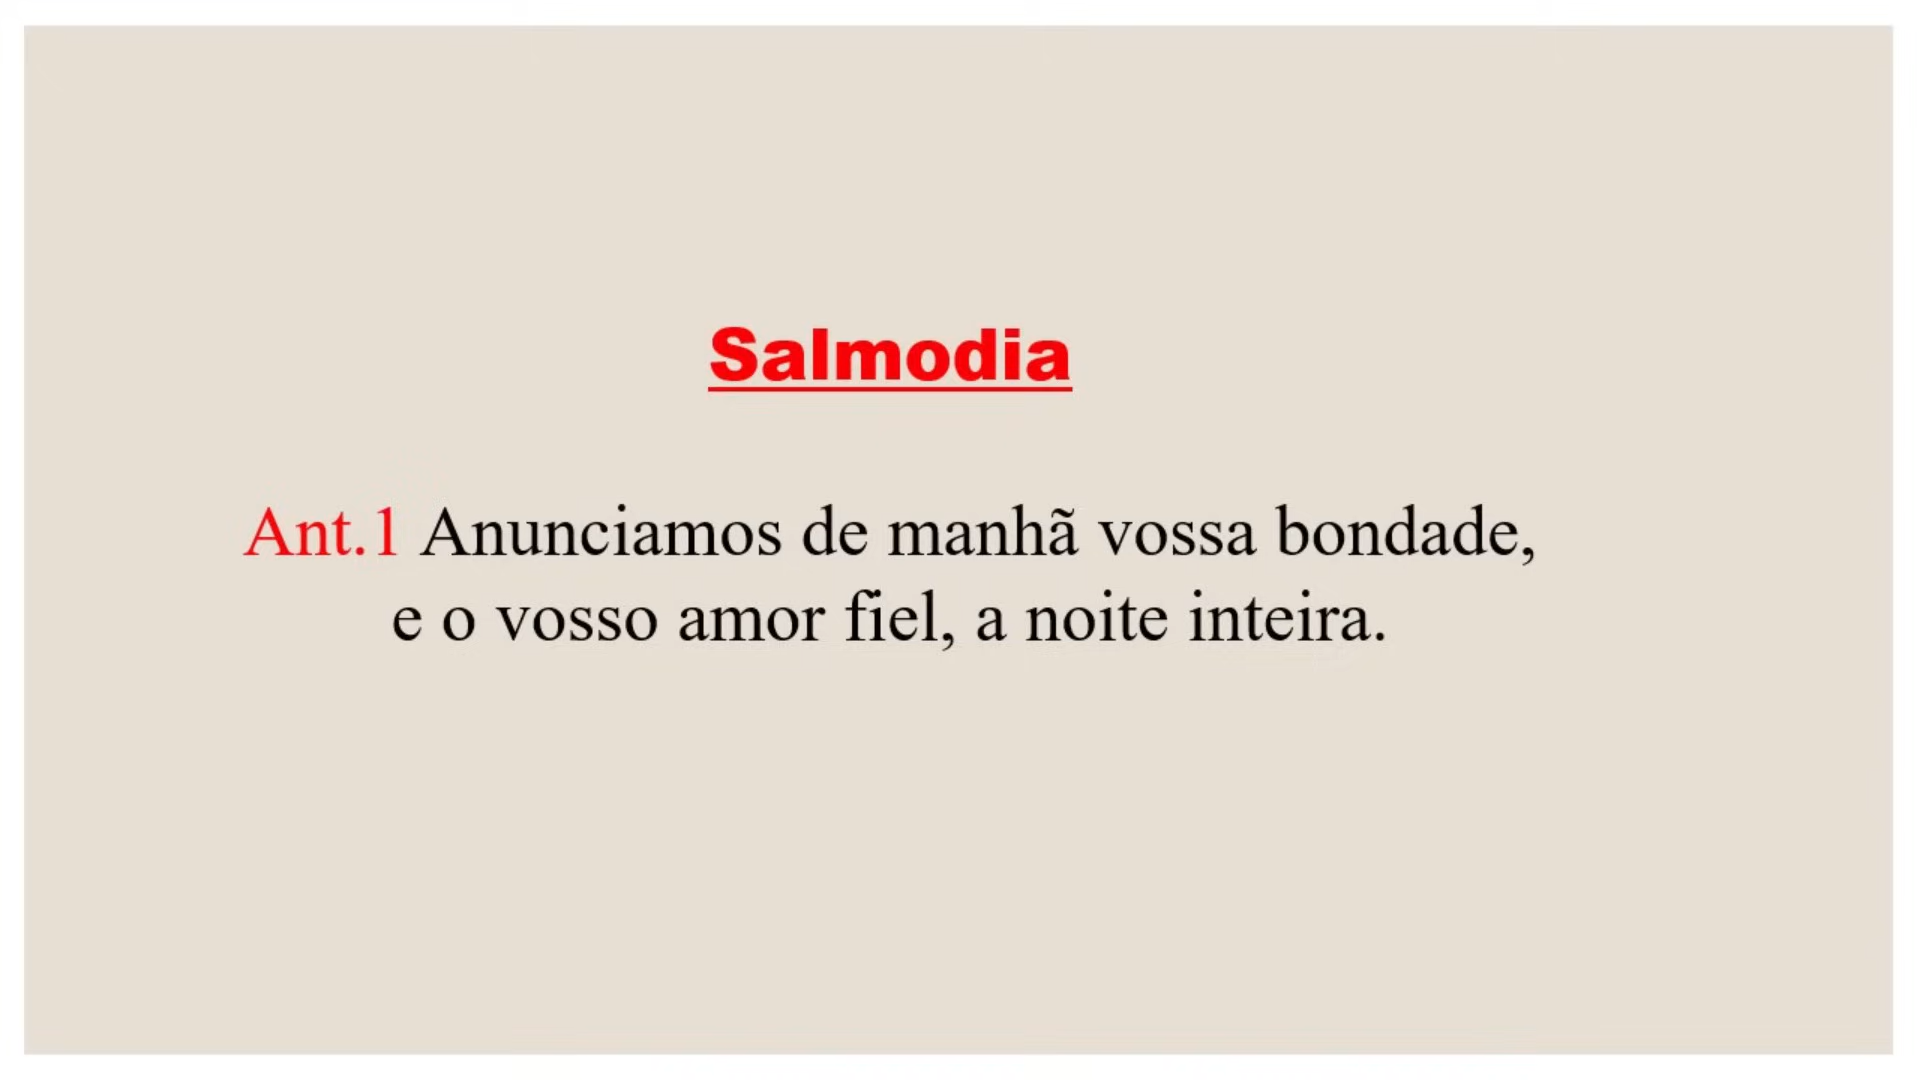 Salmodia
Ant.1 Anunciamos de manhã vossa bondade,
e o vosso amor fiel, a noite inteira.